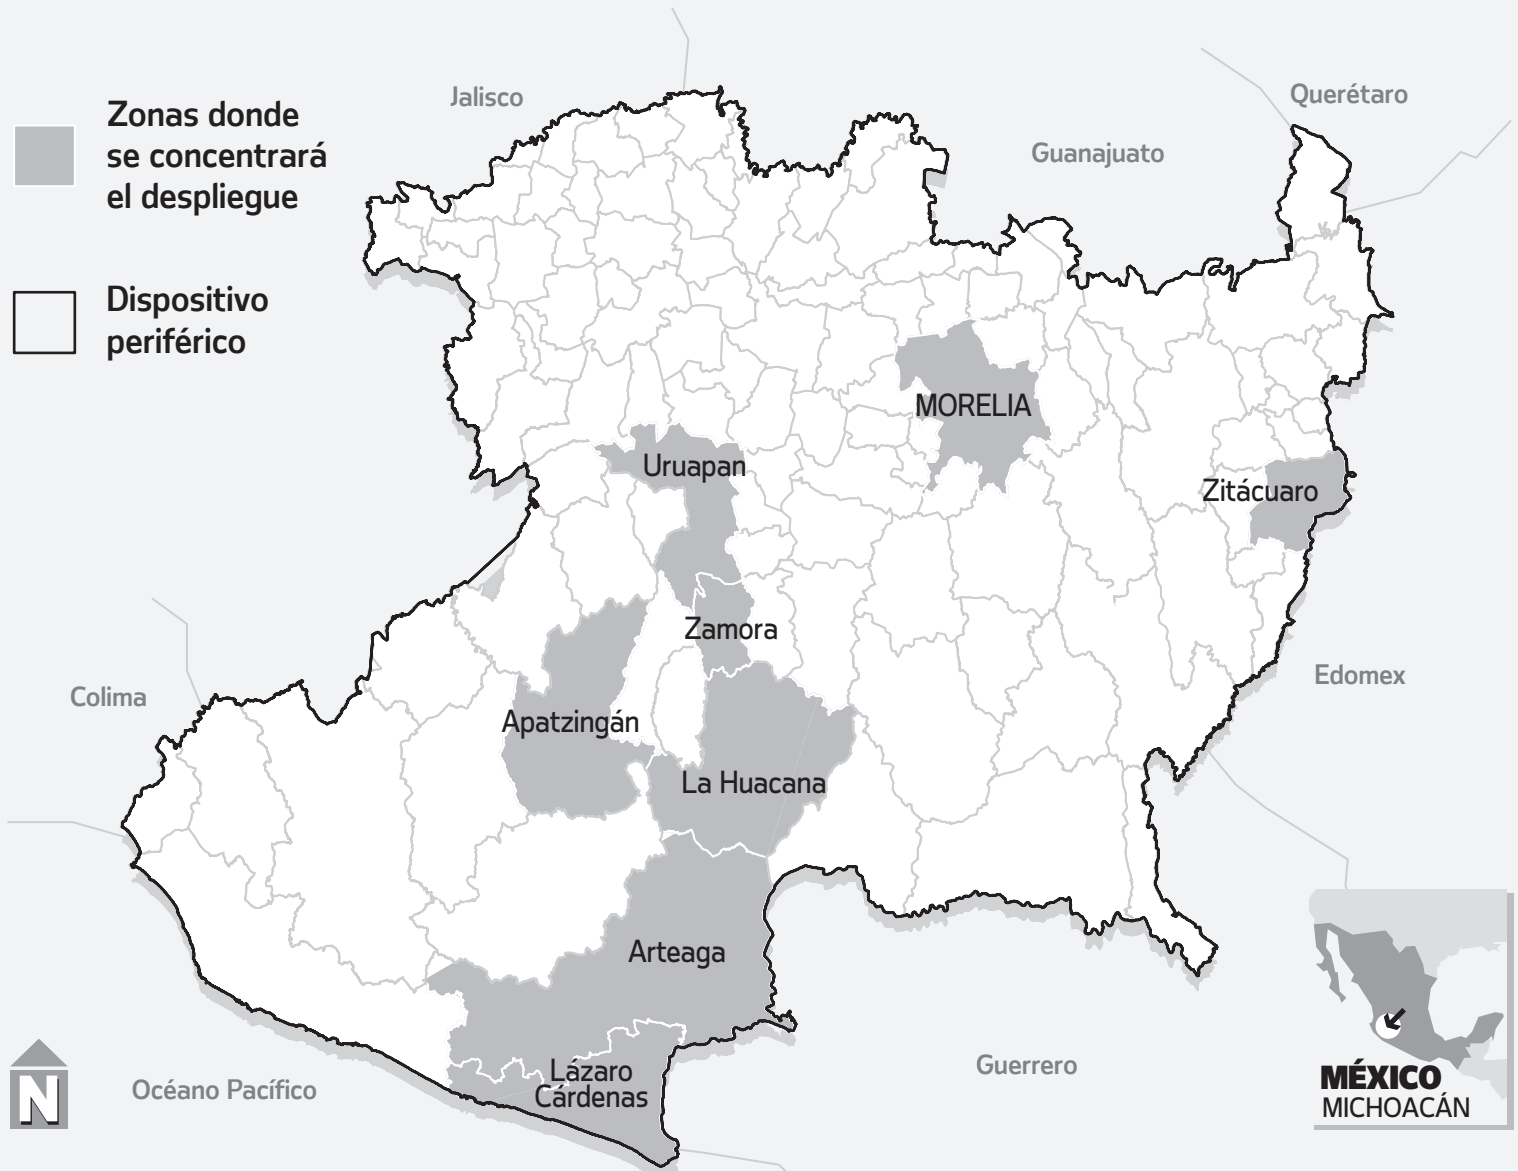 Zonas donde
se concentrará
el despliegue
Dispositivo
periférico
Jalisco
Querétaro
Guanajuato
MORELIA
Uruapan
Zitácuaro
Zamora
Edomex
Colima
Apatzingán
La Huacana
Arteaga
Lázaro
Cárdenas
Guerrero
Océano Pacífico
N
MÉXICO
MICHOACÁN